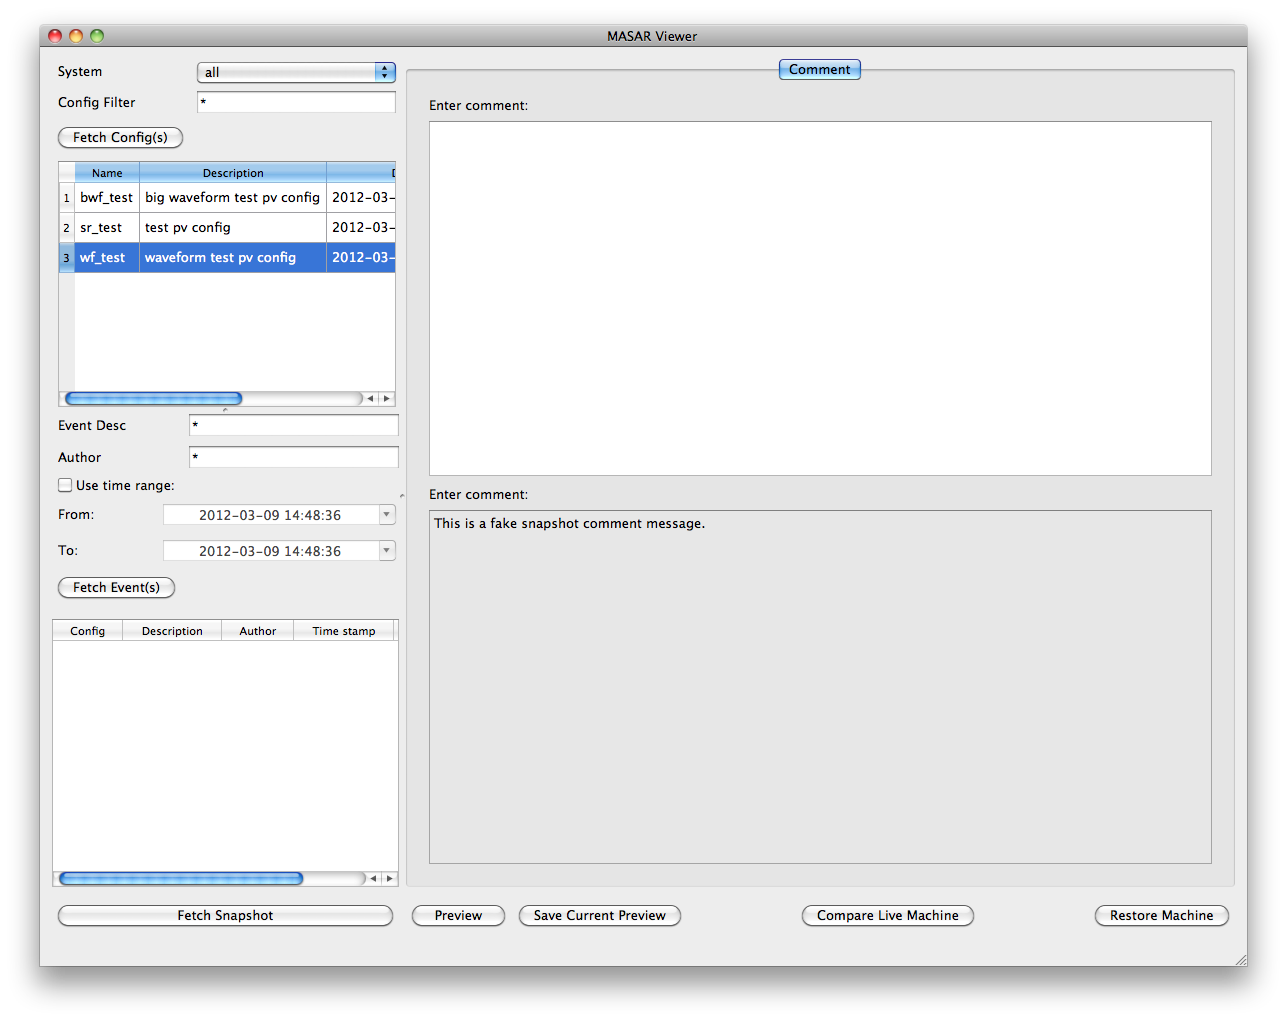 MASAR Viewer
System
all
Config Filter
*
Fetch Config(s)
Name Description
1 bwf_test big waveform test pv config 2012-03-
2 sr_test test pv config 2012-03-
3 wf_test waveform test pv config 2012-03-
Event Desc
*
Author
*
Use time range:
From:
2012-03-09 14:48:36
To:
2012-03-09 14:48:36
Fetch Event(s)
Config Description Author Time stamp
Fetch Snapshot
Comment
Enter comment:
Enter comment:
This is a fake snapshot comment message.
Preview
Save Current Preview
Compare Live Machine
Restore Machine